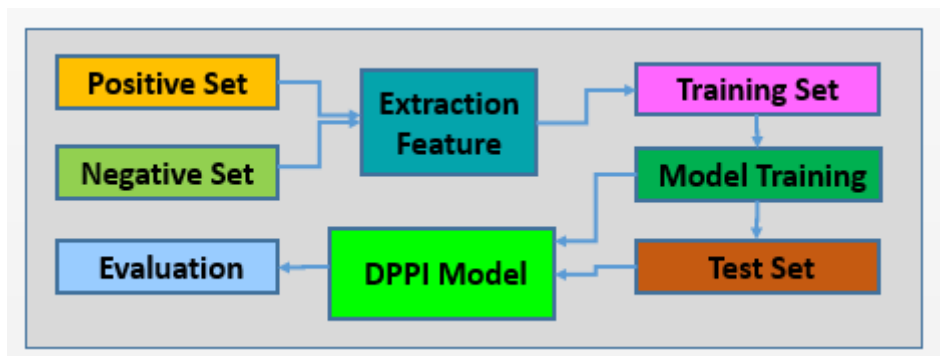 Positive Set
Negative Set
Extraction
Feature
Training Set
Model Training
Test Set
DPPI Model
Evaluation